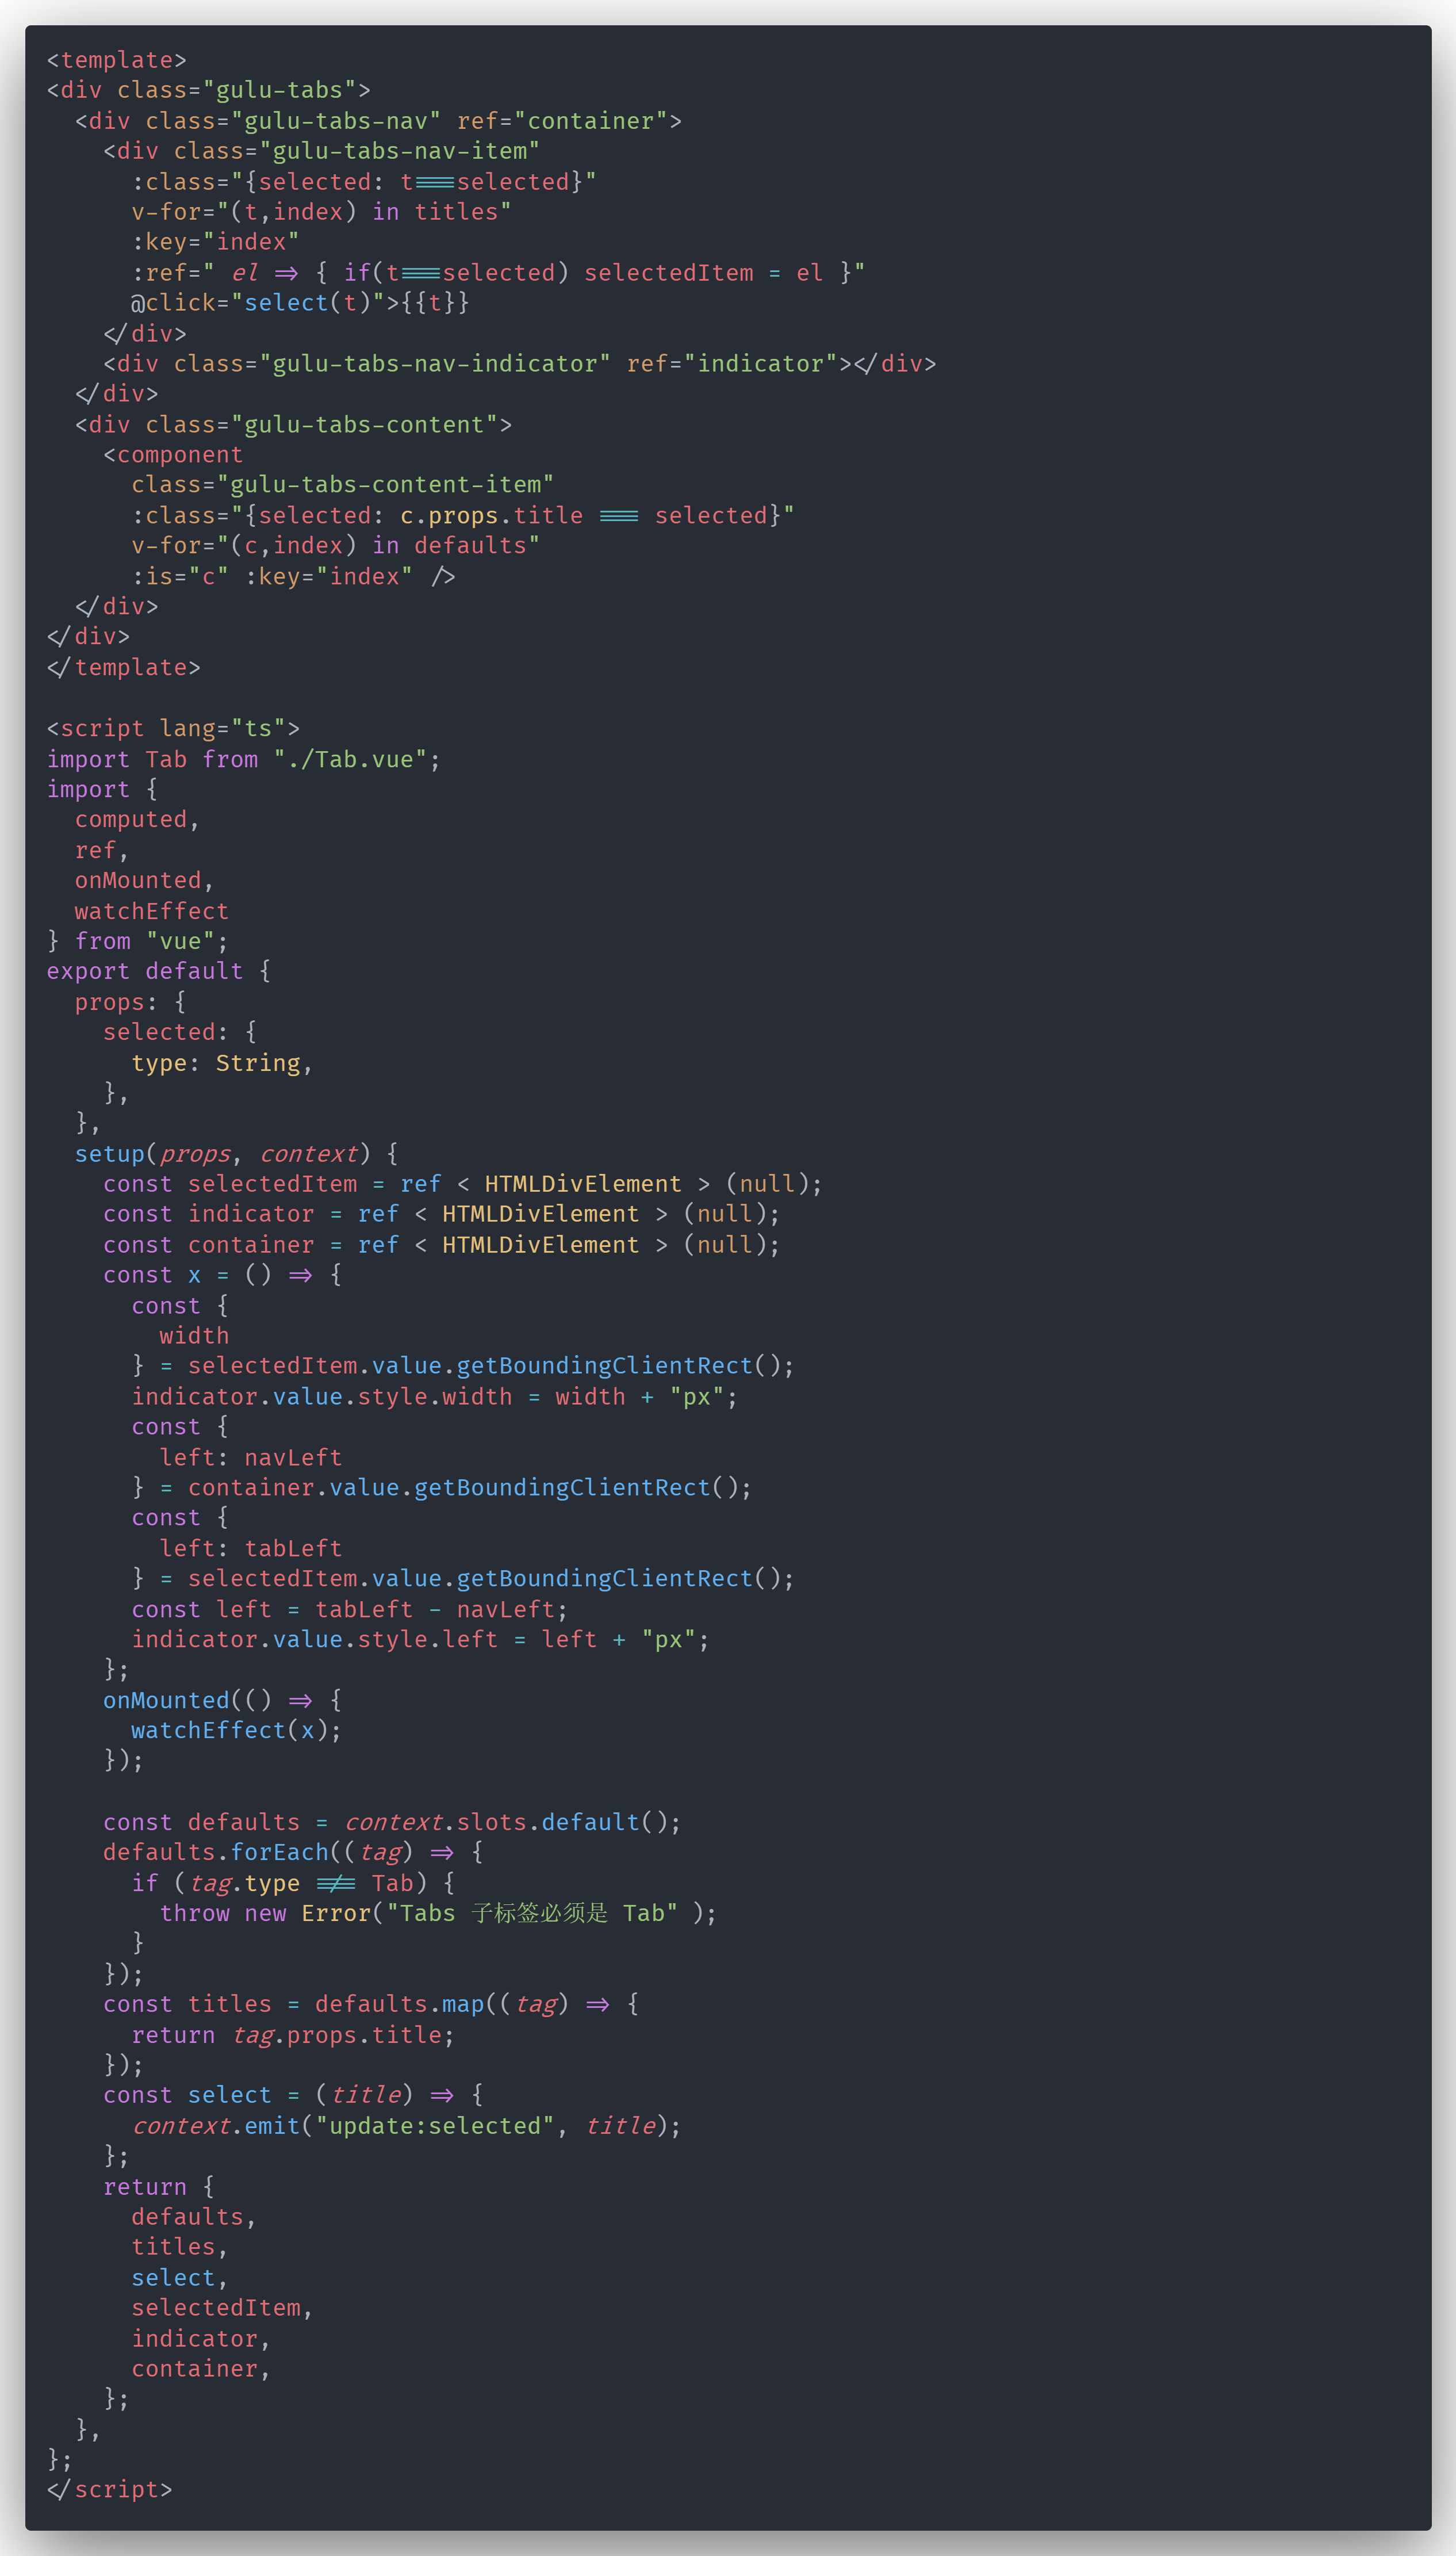 <template>
<div class="gulu-tabs">
  <div class="gulu-tabs-nav" ref="container">
    <div class="gulu-tabs-nav-item"
      :class="{selected: t===selected}"
      v-for="(t,index) in titles"
      :key="index"
      :ref=" el => { if(t===selected) selectedItem = el }"
      @click="select(t)">{{t}}
    </div>
    <div class="gulu-tabs-nav-indicator" ref="indicator"></div>
  </div>
  <div class="gulu-tabs-content">
    <component
      class="gulu-tabs-content-item"
      :class="{selected: c.props.title === selected}"
      v-for="(c,index) in defaults"
      :is="c" :key="index" />
  </div>
</div>
</template>

<script lang="ts">
import Tab from "./Tab.vue";
import {
  computed,
  ref,
  onMounted,
  watchEffect
} from "vue";
export default {
  props: {
    selected: {
      type: String,
    },
  },
  setup(props, context) {
    const selectedItem = ref < HTMLDivElement > (null);
    const indicator = ref < HTMLDivElement > (null);
    const container = ref < HTMLDivElement > (null);
    const x = () => {
      const {
        width
      } = selectedItem.value.getBoundingClientRect();
      indicator.value.style.width = width + "px";
      const {
        left: navLeft
      } = container.value.getBoundingClientRect();
      const {
        left: tabLeft
      } = selectedItem.value.getBoundingClientRect();
      const left = tabLeft - navLeft;
      indicator.value.style.left = left + "px";
    };
    onMounted(() => {
      watchEffect(x);
    });

    const defaults = context.slots.default();
    defaults.forEach((tag) => {
      if (tag.type !== Tab) {
        throw new Error("Tabs 子标签必须是 Tab" );
      }
    });
    const titles = defaults.map((tag) => {
      return tag.props.title;
    });
    const select = (title) => {
      context.emit("update:selected", title);
    };
    return {
      defaults,
      titles,
      select,
      selectedItem,
      indicator,
      container,
    };
  },
};
</script>